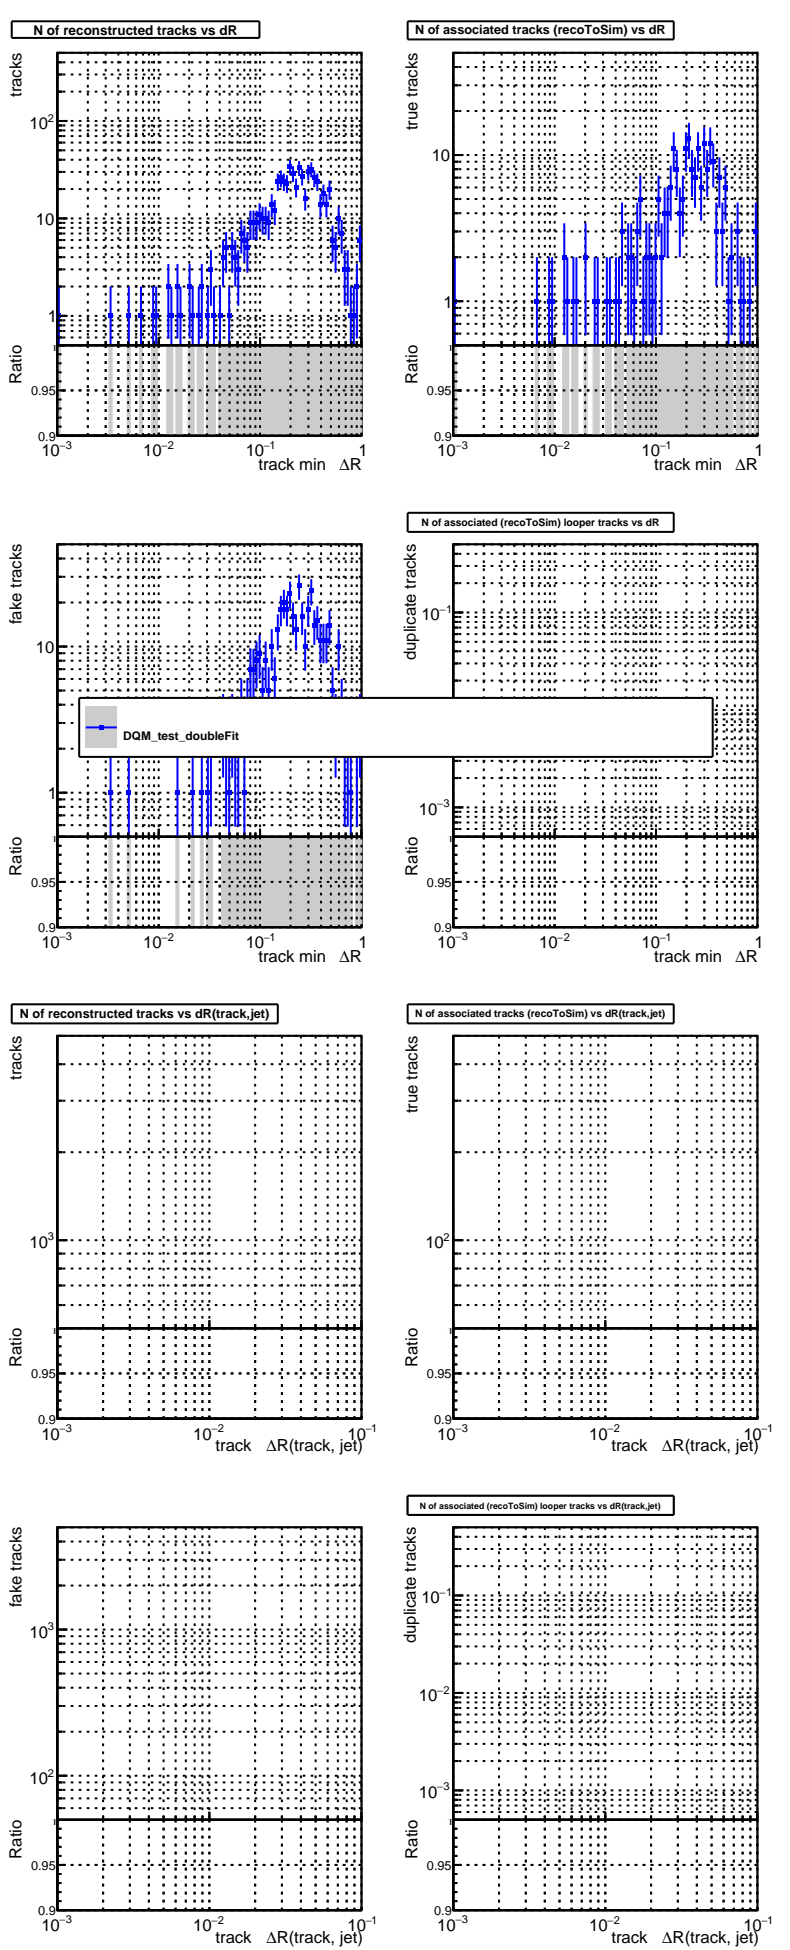 N of reconstructed tracks vs dR
tracks
10²
10
1
Ratio
0.95
0.9
10⁻³ 10⁻² 10⁻¹ 1
track min ΔR
N of associated tracks (recoToSim) vs dR
true tracks
10
1
Ratio
0.95
0.9
10⁻³ 10⁻² 10⁻¹ 1
track min ΔR
fake tracks
10
1
Ratio
0.95
0.9
10⁻³ 10⁻² 10⁻¹ 1
track min ΔR
N of associated (recoToSim) looper tracks vs dR
duplicate tracks
10⁻¹
10⁻³
Ratio
0.95
0.9
10⁻³ 10⁻² 10⁻¹ 1
track min ΔR
DQM_test_doubleFit
N of reconstructed tracks vs dR(track,jet)
tracks
10³
Ratio
0.95
0.9
10⁻³ 10⁻² 10⁻¹
track ΔR(track, jet)
N of associated tracks (recoToSim) vs dR(track,jet)
true tracks
10²
Ratio
0.95
0.9
10⁻³ 10⁻² 10⁻¹
track ΔR(track, jet)
fake tracks
10³
10²
Ratio
0.95
0.9
10⁻³ 10⁻² 10⁻¹
track ΔR(track, jet)
N of associated (recoToSim) looper tracks vs dR(track,jet)
duplicate tracks
10⁻¹
10⁻²
10⁻³
Ratio
0.95
0.9
10⁻³ 10⁻² 10⁻¹
track ΔR(track, jet)